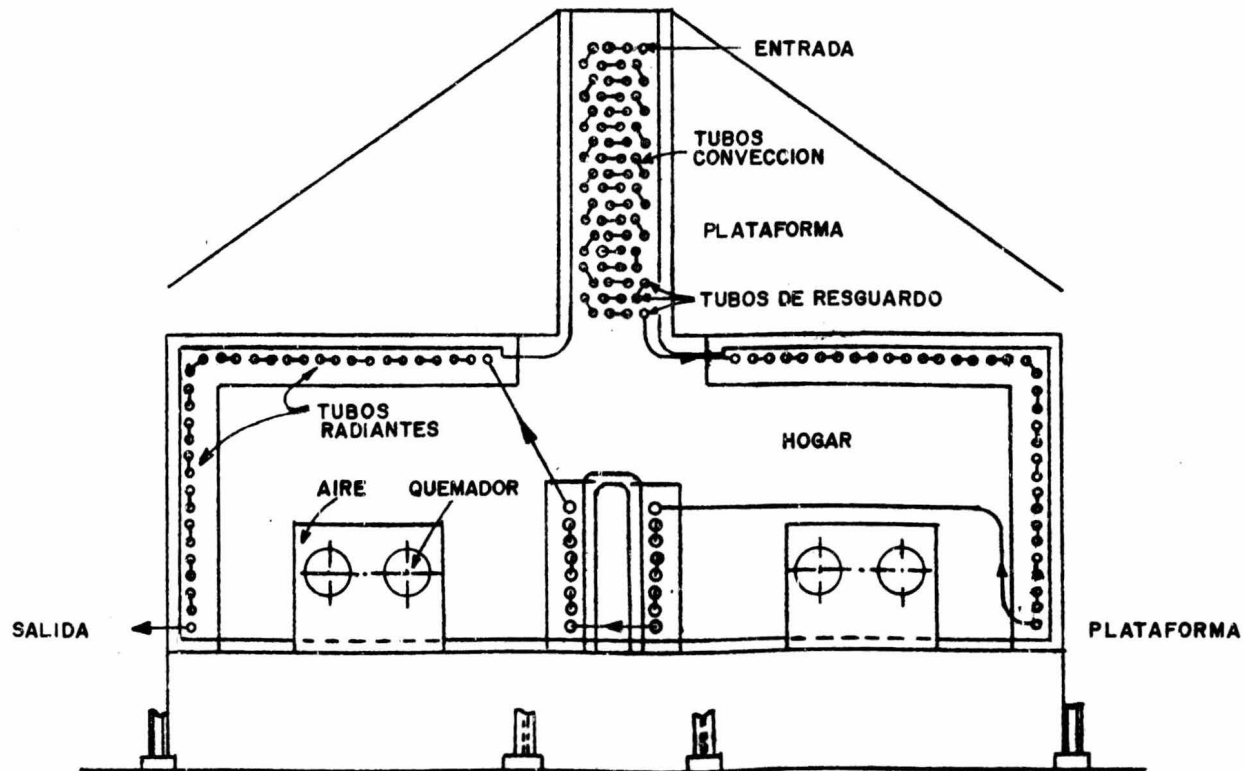 ENTRADA
TUBOS
CONVECCION
PLATAFORMA
TUBOS DE RESGUARDO
TUBOS
RADIANTES
HOGAR
AIRE
QUEMADOR
SALIDA
PLATAFORMA